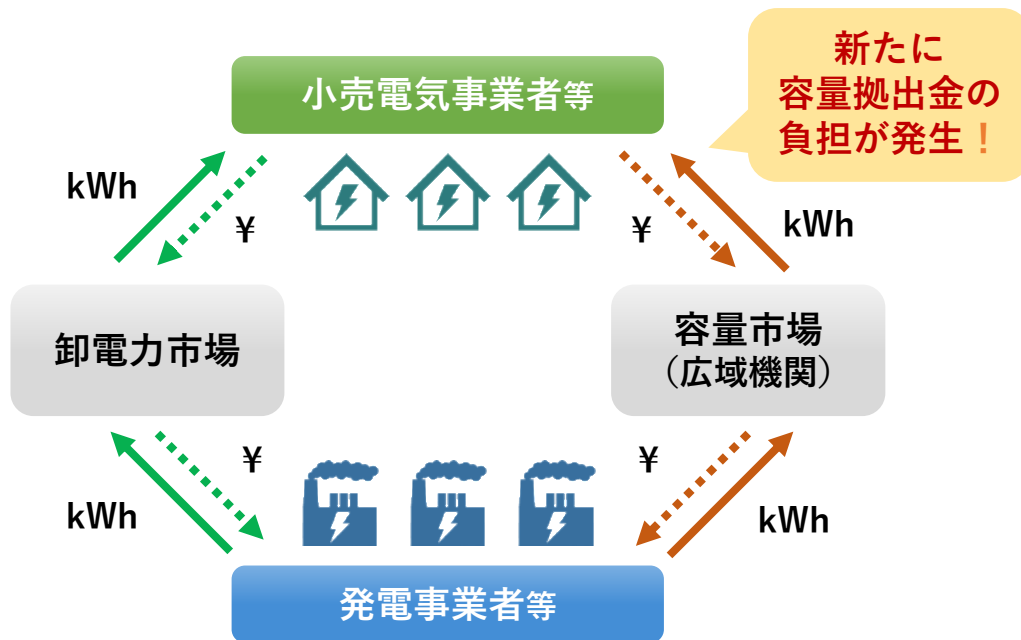 新たに
容量拠出金の
負担が発生！
小売電気事業者等
kWh
¥
¥
kWh
卸電力市場
容量市場
（広域機関）
¥
¥
kWh
kWh
発電事業者等